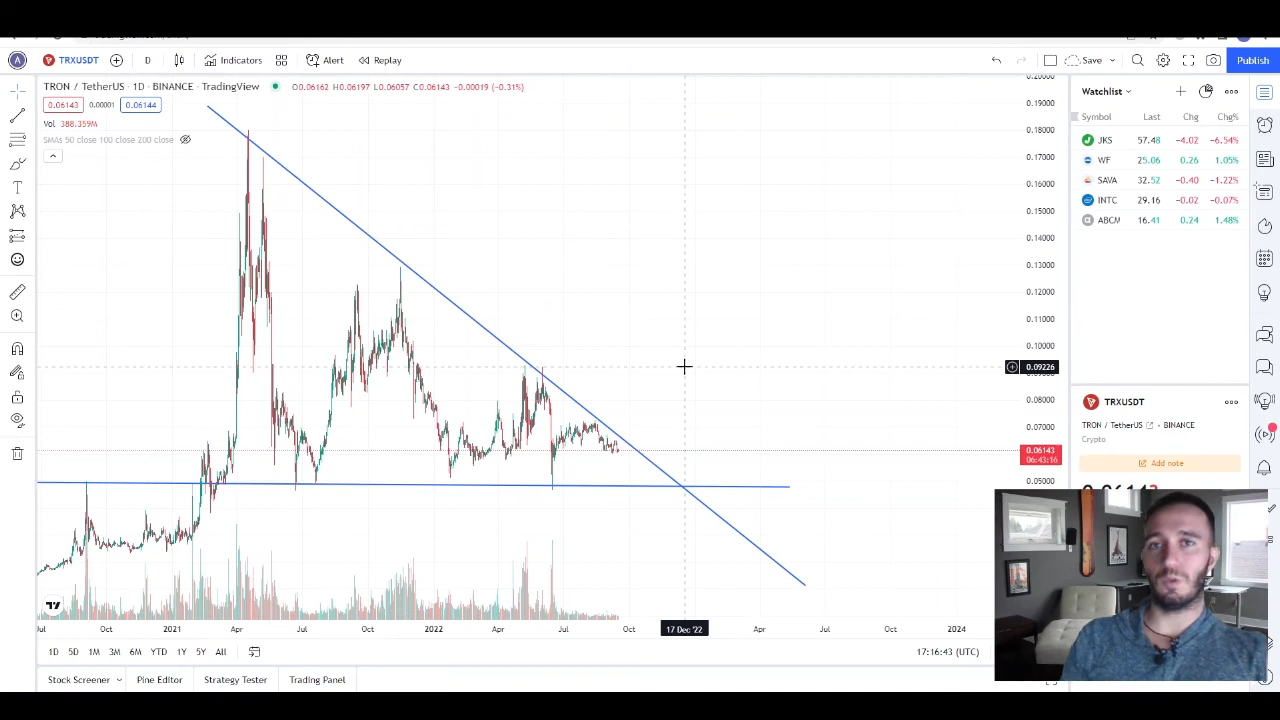 TRXUSDT D Indicators Alert Replay Save Publish
TRON / TetherUS · 1D · BINANCE · TradingView O0.06162 H0.06197 L0.06057 C0.06143 -0.00019 (-0.31%)
0.06143 0.00001 0.06144
Vol 388.359M
SMAs 50 close 100 close 200 close
0.20000
0.19000
0.18000
0.17000
0.16000
0.15000
0.14000
0.13000
0.12000
0.11000
0.10000
0.09226
0.08000
0.07000
0.06143
06:43:16
0.05000
Jul Oct 2021 Apr Jul Oct 2022 Apr Jul Oct 17 Dec '22 Apr Jul Oct 2024
1D 5D 1M 3M 6M YTD 1Y 5Y All 17:16:43 (UTC)
Stock Screener Pine Editor Strategy Tester Trading Panel
Watchlist
Symbol Last Chg Chg%
JKS 57.48 -4.02 -6.54%
WF 25.06 0.26 1.05%
SAVA 32.52 -0.40 -1.22%
INTC 29.16 -0.02 -0.07%
ABCM 16.41 0.24 1.48%
TRXUSDT
TRON / TetherUS • BINANCE
Crypto
Add note